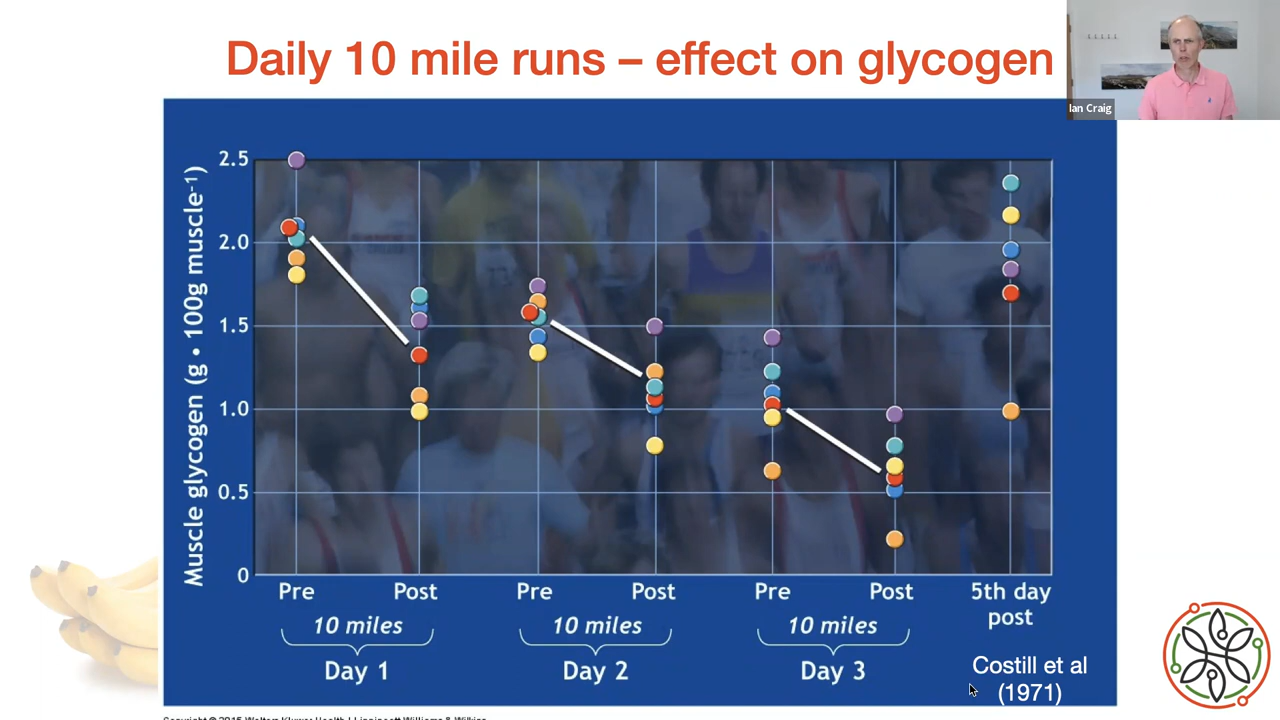 Daily 10 mile runs – effect on glycogen
Ian Craig
Muscle glycogen (g • 100g muscle⁻¹)
2.5
2.0
1.5
1.0
0.5
0
Pre Post Pre Post Pre Post 5th day
post
10 miles 10 miles 10 miles
Day 1 Day 2 Day 3
Costill et al
(1971)